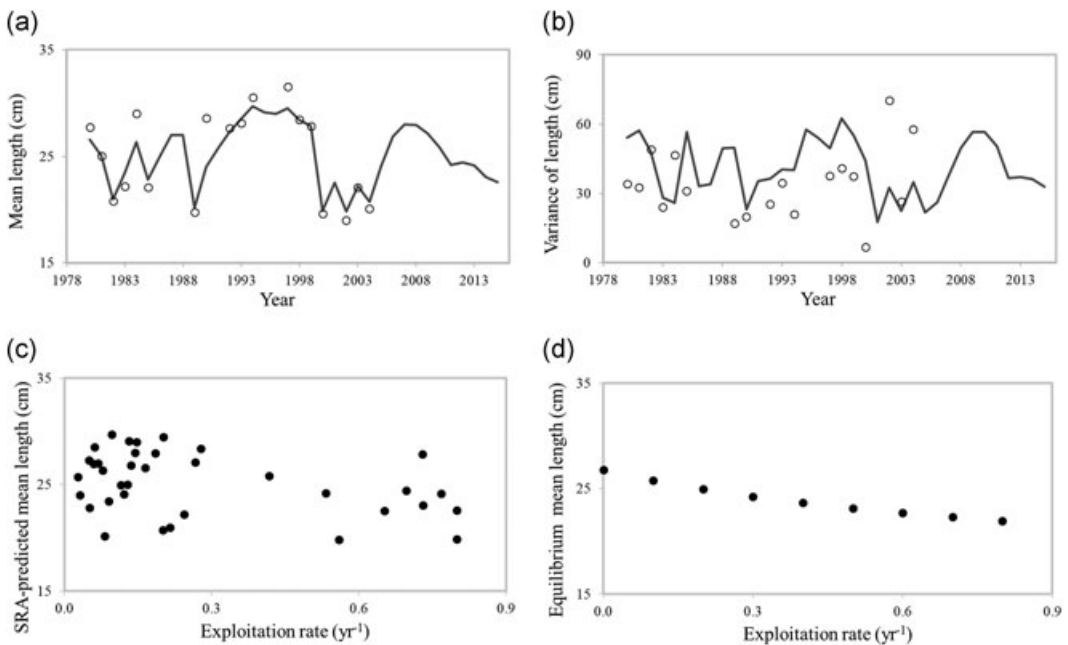 (a)
35
25
15
Mean length (cm)
1978 1983 1988 1993 1998 2003 2008 2013
Year
(b)
90
60
30
0
Variance of length (cm)
1978 1983 1988 1993 1998 2003 2008 2013
Year
(c)
35
25
15
SRA-predicted mean length (cm)
0.0 0.3 0.6 0.9
Exploitation rate (yr-1)
(d)
35
25
15
Equilibrium mean length (cm)
0.0 0.3 0.6 0.9
Exploitation rate (yr-1)